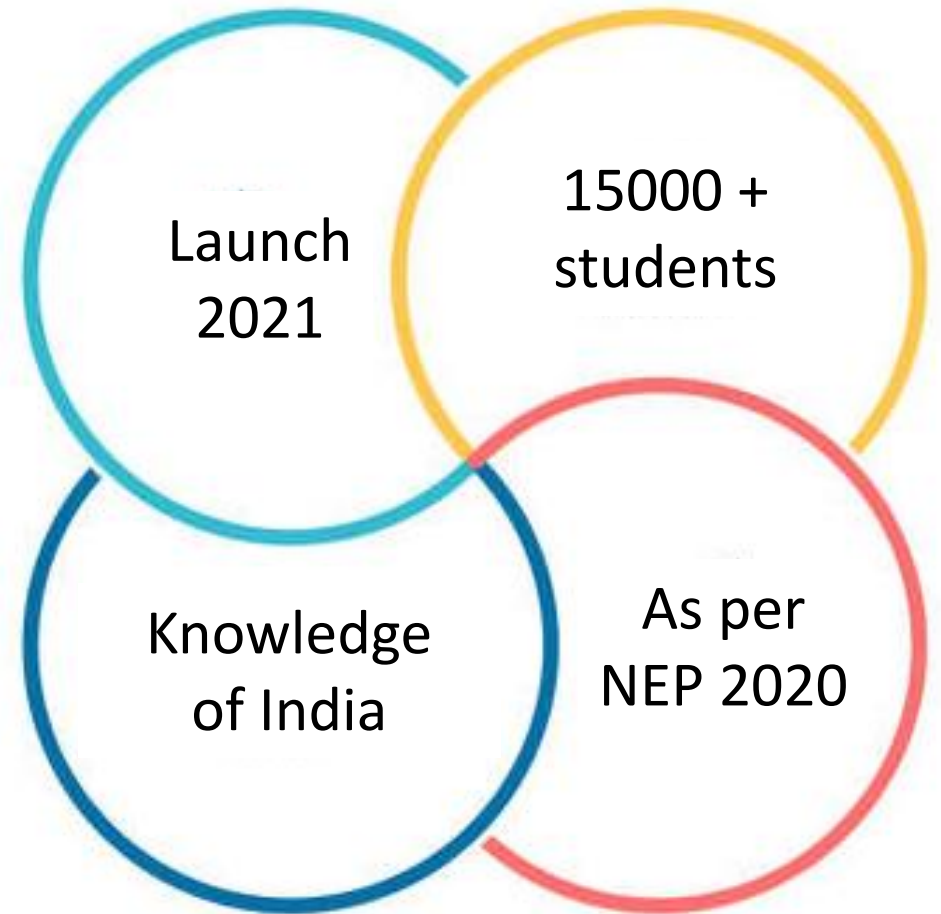 Launch
2021
15000 +
students
Knowledge
of India
As per
NEP 2020